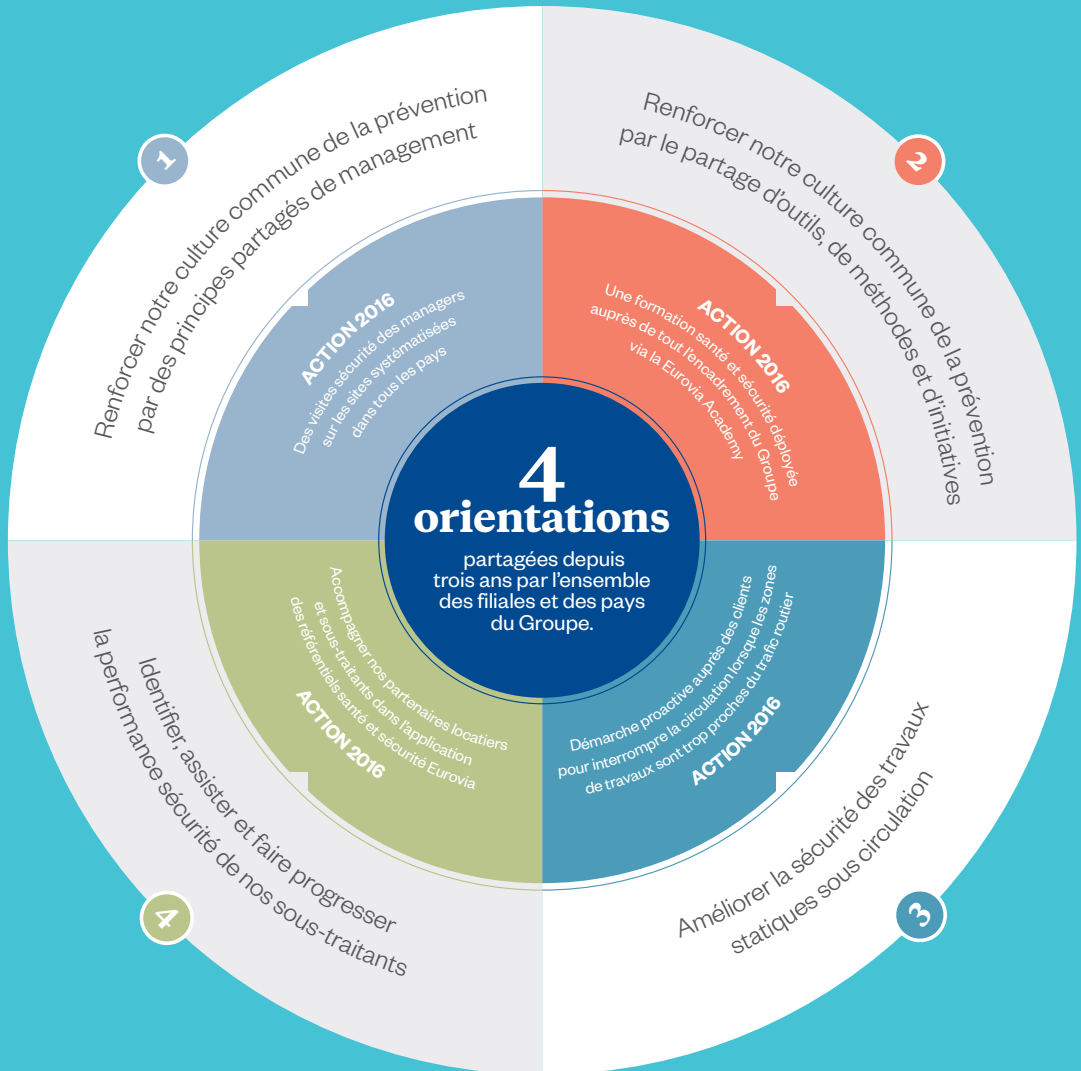 4
orientations
partagées depuis
trois ans par l'ensemble
des filiales et des pays
du Groupe.
1
Renforcer notre culture commune de la prévention
par des principes partagés de management
ACTION 2016
Des visites sécurité des managers
sur les sites systématisées
dans tous les pays
2
Renforcer notre culture commune de la prévention
par le partage d'outils, de méthodes et d'initiatives
ACTION 2016
Une formation santé et sécurité déployée
auprès de tout l'encadrement du Groupe
via la Eurovia Academy
3
Améliorer la sécurité des travaux
statiques sous circulation
Démarche proactive auprès des clients
pour interrompre la circulation lorsque les zones
de travaux sont trop proches du trafic routier
ACTION 2016
4
Identifier, assister et faire progresser
la performance sécurité de nos sous-traitants
Accompagner nos partenaires locatiers
et sous-traitants dans l'application
des référentiels santé et sécurité Eurovia
ACTION 2016